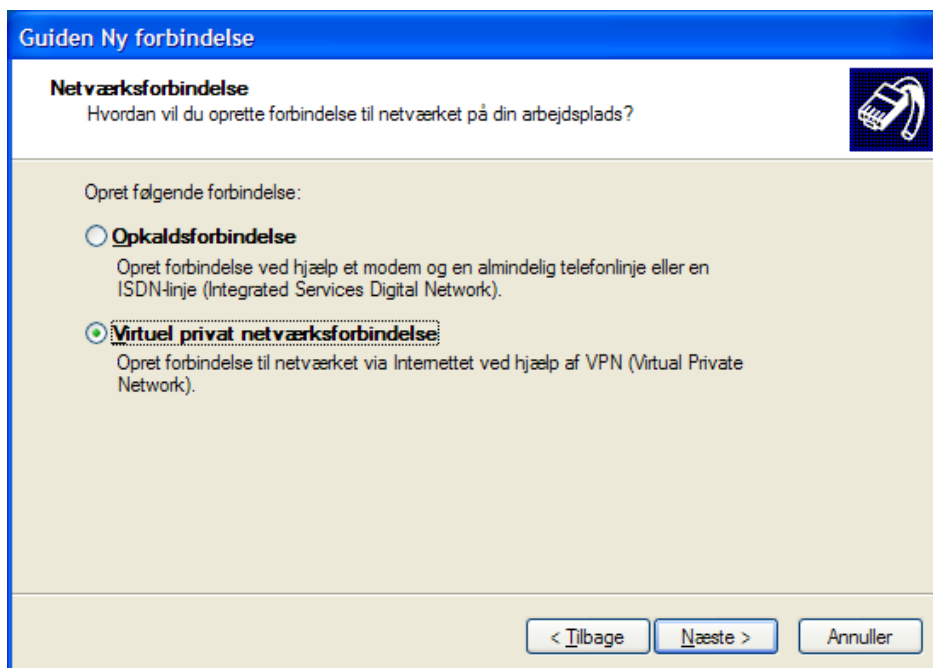 Guiden Ny forbindelse
Netværksforbindelse
Hvordan vil du oprette forbindelse til netværket på din arbejdsplads?
Opret følgende forbindelse:
Opkaldsforbindelse
Opret forbindelse ved hjælp et modem og en almindelig telefonlinje eller en
ISDN-linje (Integrated Services Digital Network).
Virtuel privat netværksforbindelse
Opret forbindelse til netværket via Internettet ved hjælp af VPN (Virtual Private
Network).
< Tilbage
Næste >
Annuller